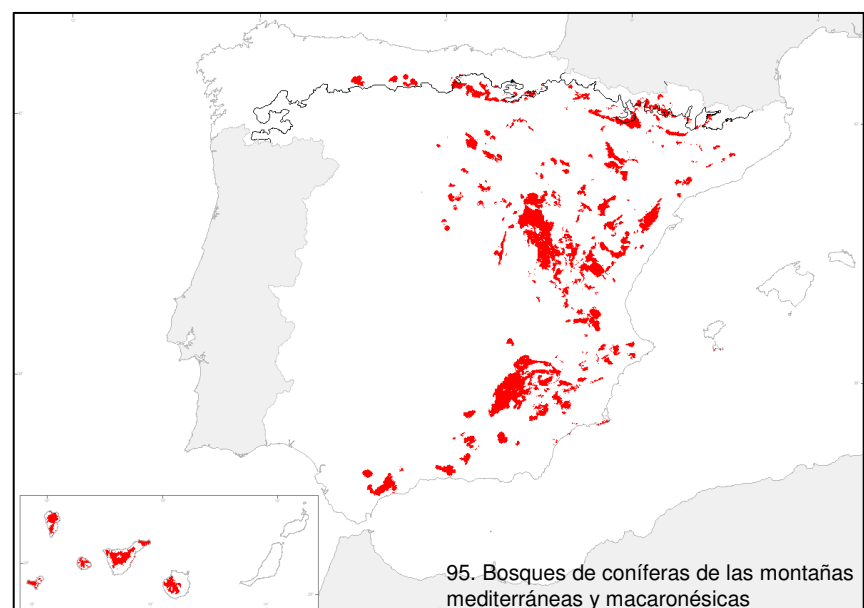 95. Bosques de coníferas de las montañas
mediterráneas y macaronésicas